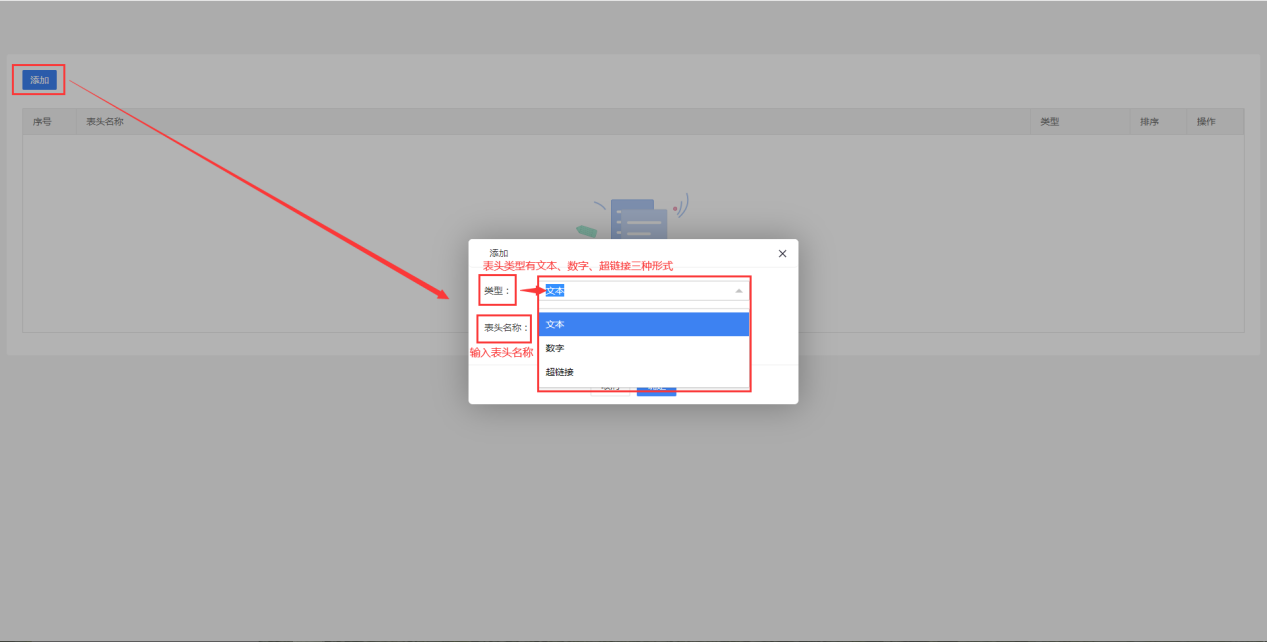 添加
序号 表头名称 类型 排序 操作
添加
表头类型有文本、数字、超链接三种形式
类型： 文本
表头名称：
文本
输入表头名称
数字
超链接